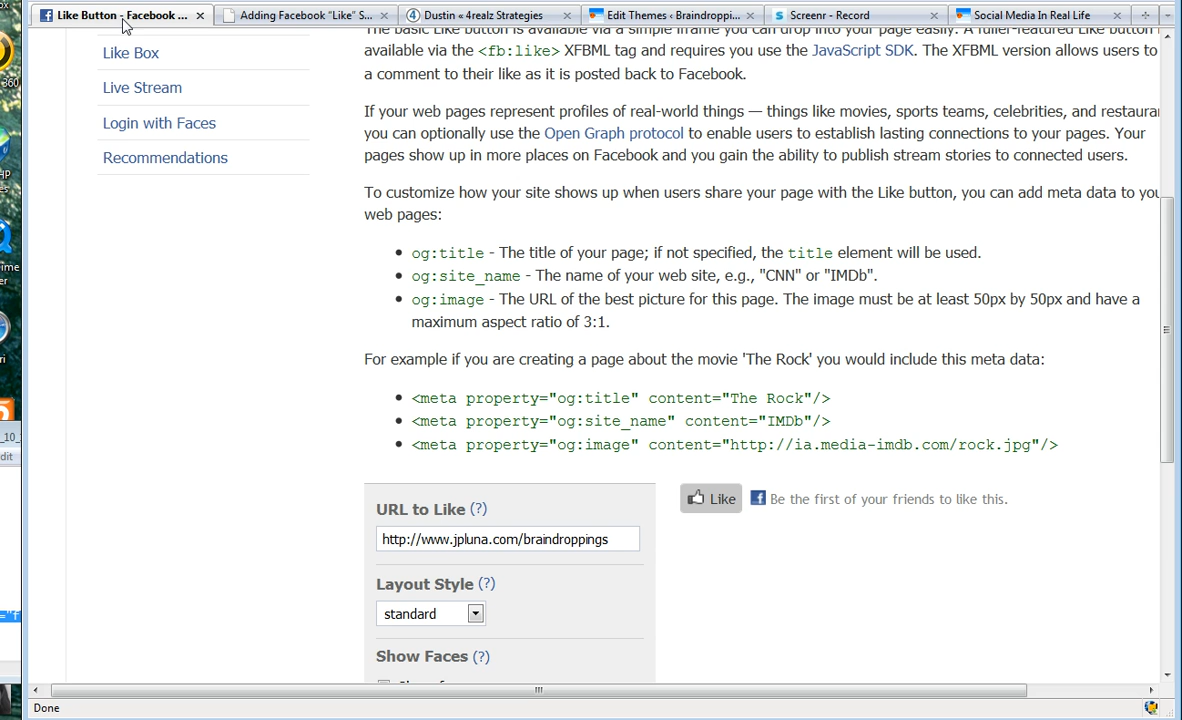 Like Button - Facebook ...
Adding Facebook “Like” S...
Dustin « 4realz Strategies
Edit Themes ‹ Braindroppi...
Screenr - Record
Social Media In Real Life
available via the <fb:like> XFBML tag and requires you use the JavaScript SDK. The XFBML version allows users to
a comment to their like as it is posted back to Facebook.
Like Box
Live Stream
Login with Faces
Recommendations
If your web pages represent profiles of real-world things — things like movies, sports teams, celebrities, and restaura
you can optionally use the Open Graph protocol to enable users to establish lasting connections to your pages. Your
pages show up in more places on Facebook and you gain the ability to publish stream stories to connected users.
To customize how your site shows up when users share your page with the Like button, you can add meta data to you
web pages:
og:title - The title of your page; if not specified, the title element will be used.
og:site_name - The name of your web site, e.g., "CNN" or "IMDb".
og:image - The URL of the best picture for this page. The image must be at least 50px by 50px and have a
maximum aspect ratio of 3:1.
For example if you are creating a page about the movie 'The Rock' you would include this meta data:
<meta property="og:title" content="The Rock"/>
<meta property="og:site_name" content="IMDb"/>
<meta property="og:image" content="http://ia.media-imdb.com/rock.jpg"/>
URL to Like (?)
http://www.jpluna.com/braindroppings
Like
Be the first of your friends to like this.
Layout Style (?)
standard
Show Faces (?)
Done